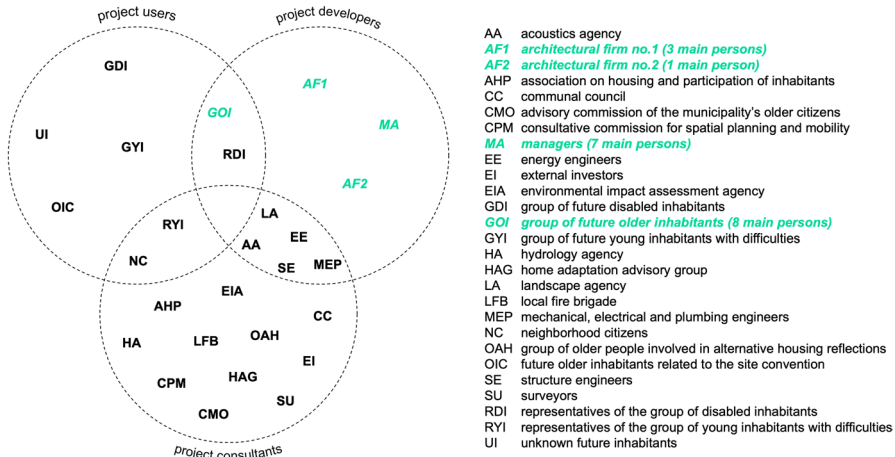 project users
project developers
GDI
AF1
GOI
MA
UI
GYI
RDI
AF2
OIC
LA
RYI
EE
AA
NC
SE
MEP
EIA
AHP
CC
OAH
HA
LFB
EI
HAG
CPM
SU
CMO
project consultants
AA acoustics agency
AF1 architectural firm no.1 (3 main persons)
AF2 architectural firm no.2 (1 main person)
AHP association on housing and participation of inhabitants
CC communal council
CMO advisory commission of the municipality's older citizens
CPM consultative commission for spatial planning and mobility
MA managers (7 main persons)
EE energy engineers
EI external investors
EIA environmental impact assessment agency
GDI group of future disabled inhabitants
GOI group of future older inhabitants (8 main persons)
GYI group of future young inhabitants with difficulties
HA hydrology agency
HAG home adaptation advisory group
LA landscape agency
LFB local fire brigade
MEP mechanical, electrical and plumbing engineers
NC neighborhood citizens
OAH group of older people involved in alternative housing reflections
OIC future older inhabitants related to the site convention
SE structure engineers
SU surveyors
RDI representatives of the group of disabled inhabitants
RYI representatives of the group of young inhabitants with difficulties
UI unknown future inhabitants